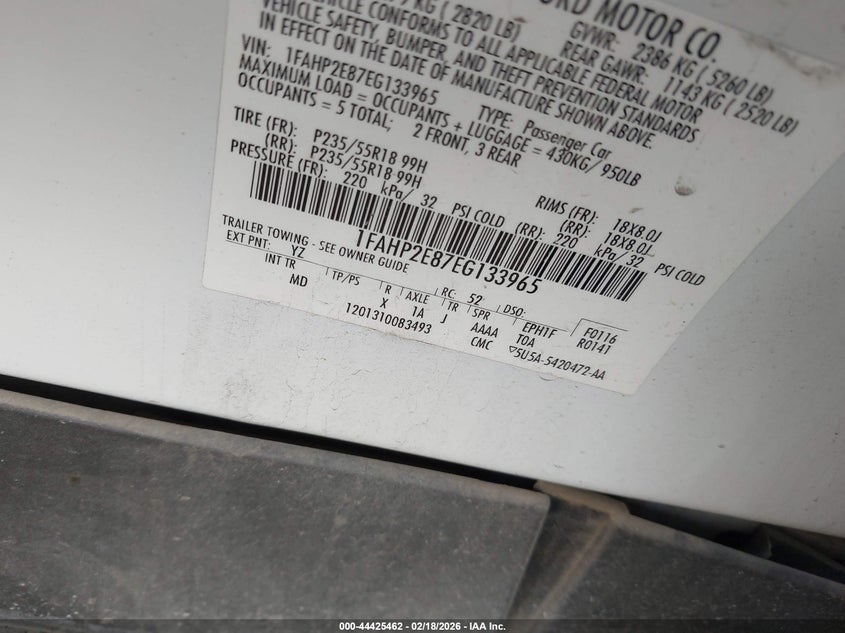 FORD MOTOR CO.
KG ( 2820 LB) GVWR: 2386 KG ( 5260 LB)
REAR GAWR: 1143 KG ( 2520 LB)
VEHICLE CONFORMS TO ALL APPLICABLE FEDERAL MOTOR
VEHICLE SAFETY, BUMPER, AND THEFT PREVENTION STANDARDS
IN EFFECT ON THE DATE OF MANUFACTURE SHOWN ABOVE.
VIN: 1FAHP2E87EG133965 TYPE: Passenger Car
MAXIMUM LOAD = OCCUPANTS + LUGGAGE = 430KG/950LB
OCCUPANTS = 5 TOTAL; 2 FRONT, 3 REAR
TIRE (FR): P235/55R18 99H RIMS (FR): 18X8.0J
(RR): P235/55R18 99H (RR): 18X8.0J
PRESSURE (FR): 220 kPa/ 32 PSI COLD (RR): 220 kPa/32 PSI COLD
1FAHP2E87EG133965
TRAILER TOWING - SEE OWNER GUIDE
EXT PNT: YZ RC: 52 DSO:
INT TR TP/PS R AXLE TR SPR EPH1F F0116
MD X 1A J AAAA TOA R0141
1201310083493 CMC ▽5U5A-5420472-AA
000-44425462 - 02/18/2026 - IAA Inc.